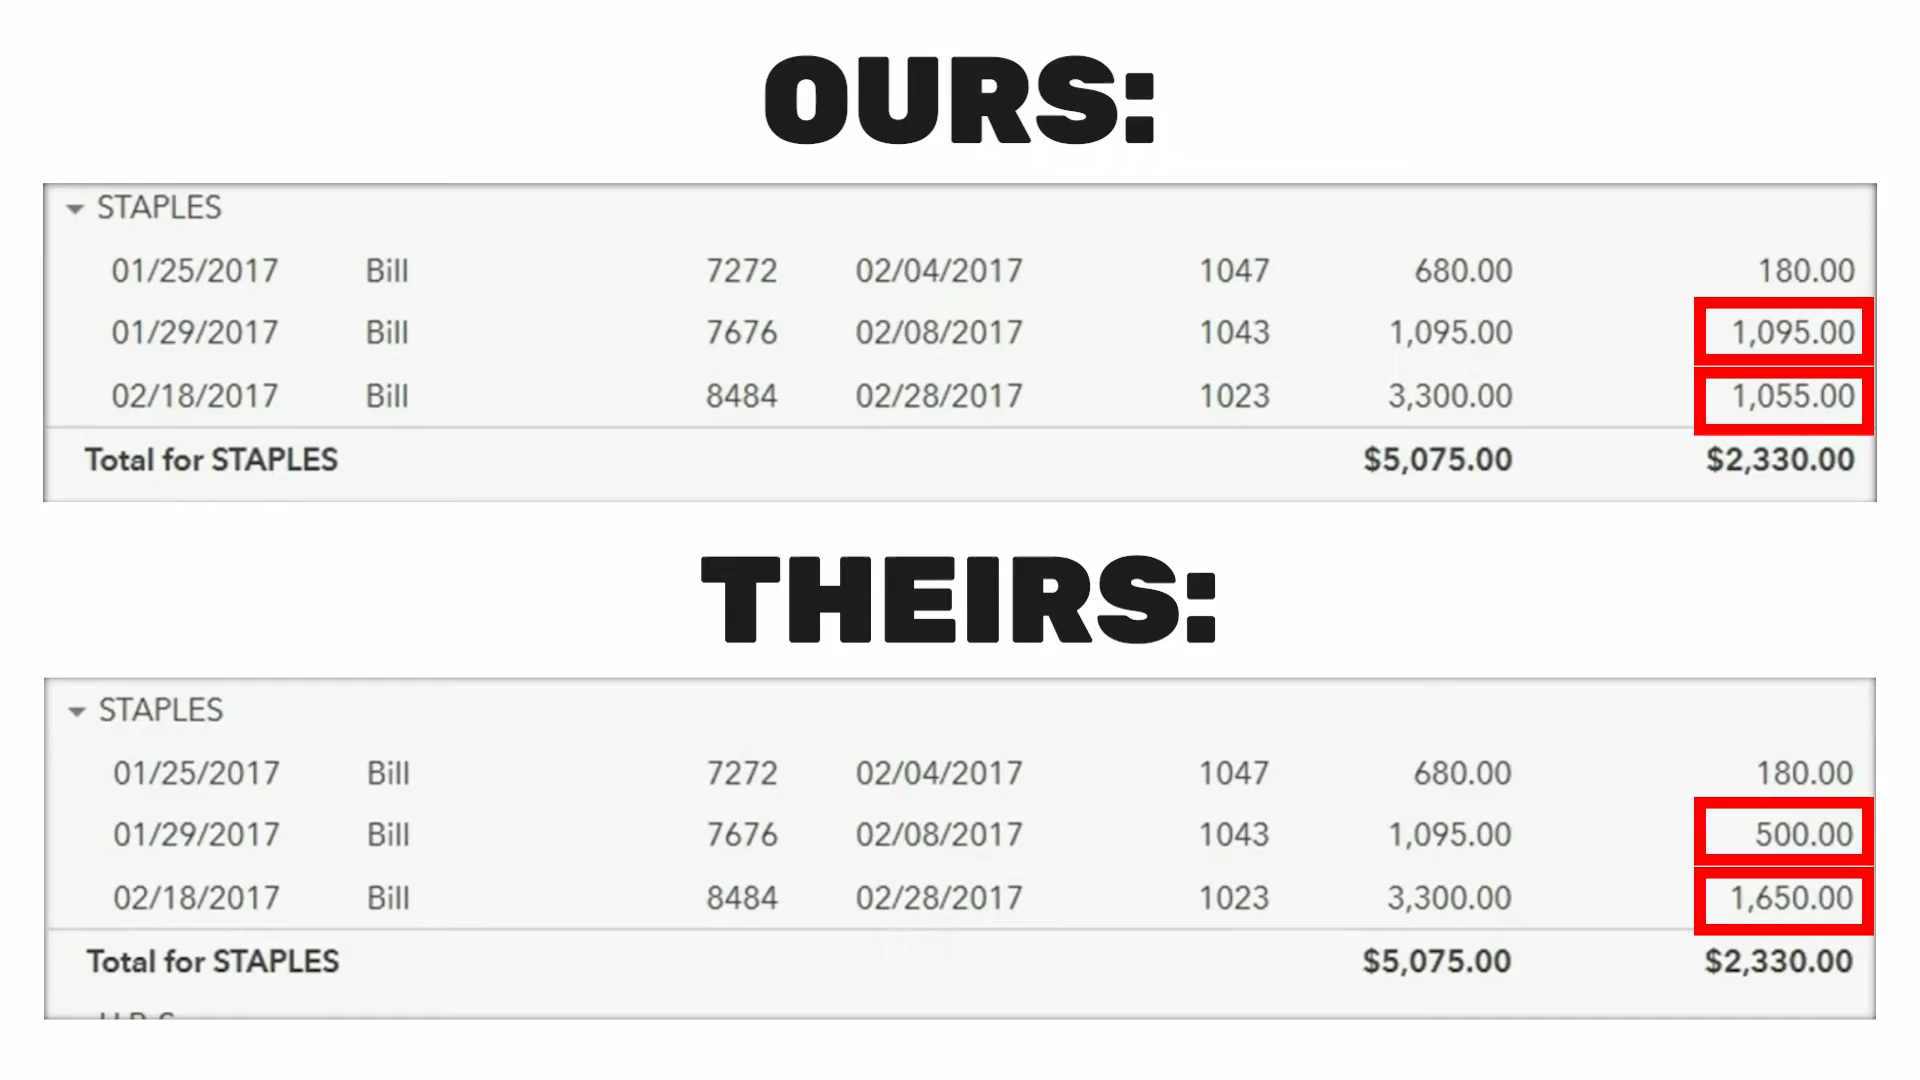 OURS:
STAPLES
01/25/2017 Bill 7272 02/04/2017 1047 680.00 180.00
01/29/2017 Bill 7676 02/08/2017 1043 1,095.00 1,095.00
02/18/2017 Bill 8484 02/28/2017 1023 3,300.00 1,055.00
Total for STAPLES $5,075.00 $2,330.00
THEIRS:
STAPLES
01/25/2017 Bill 7272 02/04/2017 1047 680.00 180.00
01/29/2017 Bill 7676 02/08/2017 1043 1,095.00 500.00
02/18/2017 Bill 8484 02/28/2017 1023 3,300.00 1,650.00
Total for STAPLES $5,075.00 $2,330.00